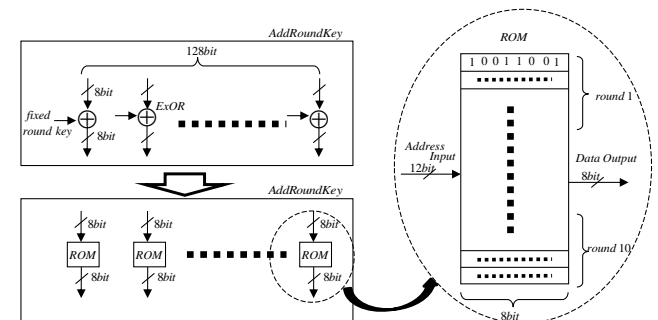 AddRoundKey
128bit
8bit
ExOR
fixed
round key
8bit
AddRoundKey
8bit
8bit
8bit
ROM
ROM
ROM
8bit
8bit
8bit
ROM
1 0 0 1 1 0 0 1
round 1
Address
Input
12bit
Data Output
8bit
round 10
8bit